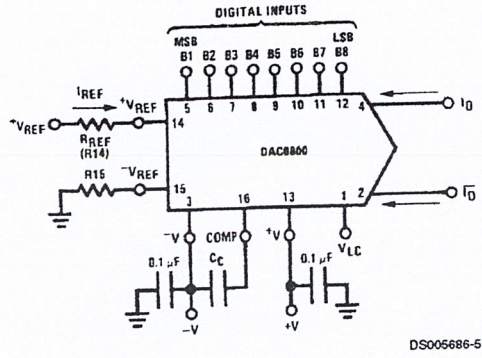 DIGITAL INPUTS
MSB LSB
B1 B2 B3 B4 B5 B6 B7 B8
IREF
+VREF +VREF
5 6 7 8 9 10 11 12 4 IO
14
RREF
(R14)
DAC0800
R15 −VREF
15 3 16 13 1 2 IO
−V COMP +V
VLC
0.1 μF CC 0.1 μF
−V +V
DS005686-5